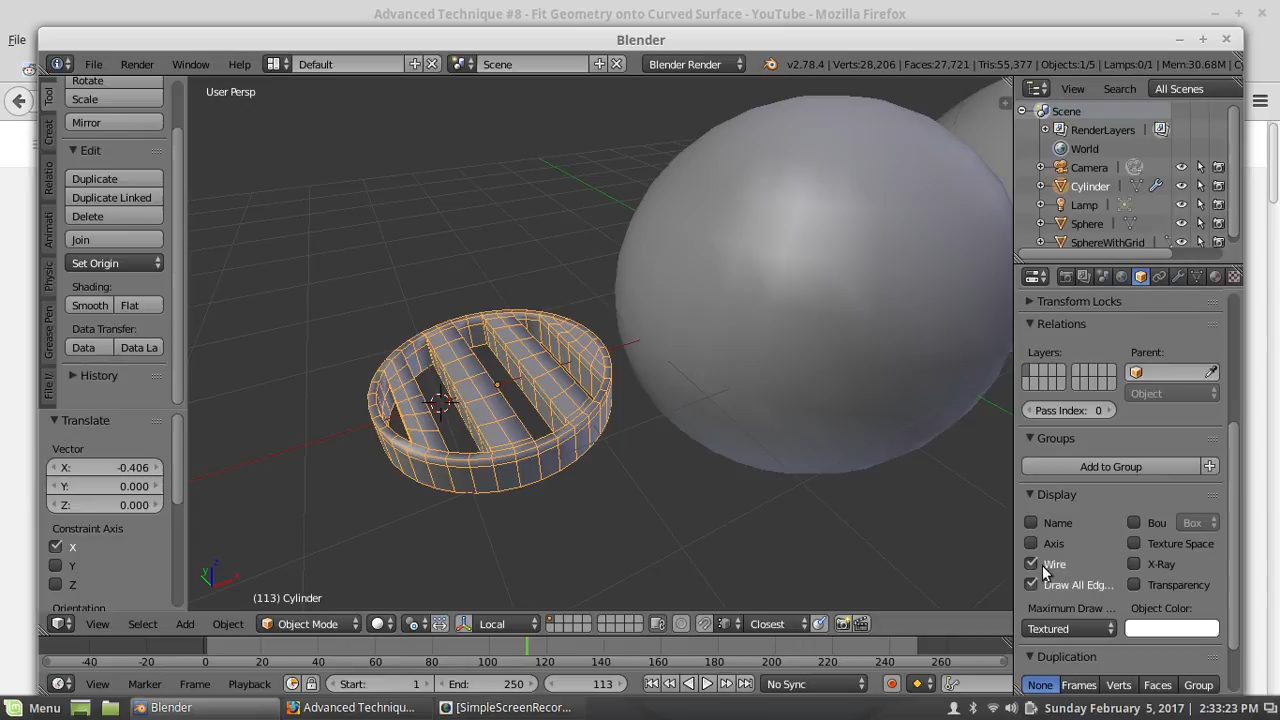 Advanced Technique #8 - Fit Geometry onto Curved Surface - YouTube - Mozilla Firefox
File
Blender
File Render Window Help Default Scene Blender Render v2.78.4 | Verts:28,206 | Faces:27,721 | Tris:55,377 | Objects:1/5 | Lamps:0/1 | Mem:30.68M | Cy
View Search All Scenes
Scene
RenderLayers
World
Camera
Cylinder
Lamp
Sphere
SphereWithGrid
Tool
Creat
Relatio
Animati
Physic
Grease Pen
Rotate
Scale
Mirror
Edit
Duplicate
Duplicate Linked
Delete
Join
Set Origin
Shading:
Smooth Flat
Data Transfer:
Data Data La
History
Translate
Vector
X: -0.406
Y: 0.000
Z: 0.000
Constraint Axis
X
Y
Z
Orientation
User Persp
(113) Cylinder
Transform Locks
Relations
Layers: Parent:
Object
Pass Index: 0
Groups
Add to Group
Display
Name Bou Box
Axis Texture Space
Wire X-Ray
Draw All Edg... Transparency
Maximum Draw ... Object Color:
Textured
Duplication
None Frames Verts Faces Group
View Select Add Object Object Mode Local Closest
-40 -20 0 20 40 60 80 100 120 140 160 180 200 220 240 260
View Marker Frame Playback Start: 1 End: 250 113 No Sync
Menu Blender Advanced Techniqu... [SimpleScreenRecor... Sunday February 5, 2017 2:33:23 PM